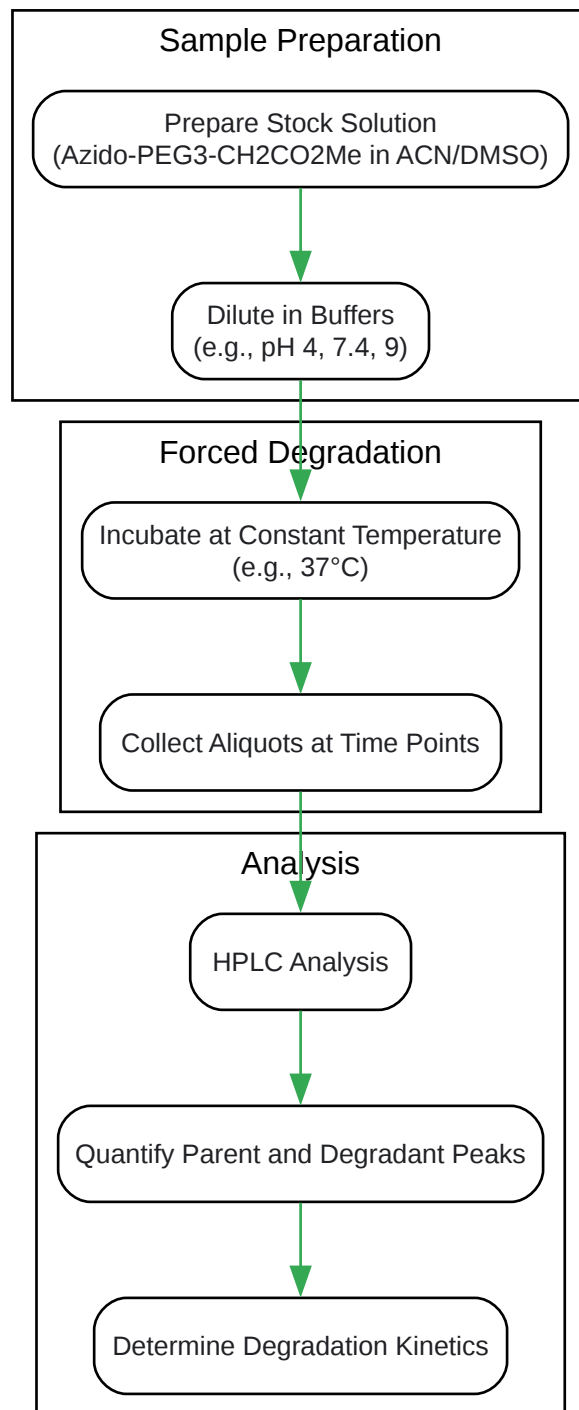 Sample Preparation
Prepare Stock Solution
(Azido-PEG3-CH2CO2Me in ACN/DMSO)
Dilute in Buffers
(e.g., pH 4, 7.4, 9)
Forced Degradation
Incubate at Constant Temperature
(e.g., 37°C)
Collect Aliquots at Time Points
Analysis
HPLC Analysis
Quantify Parent and Degradant Peaks
Determine Degradation Kinetics